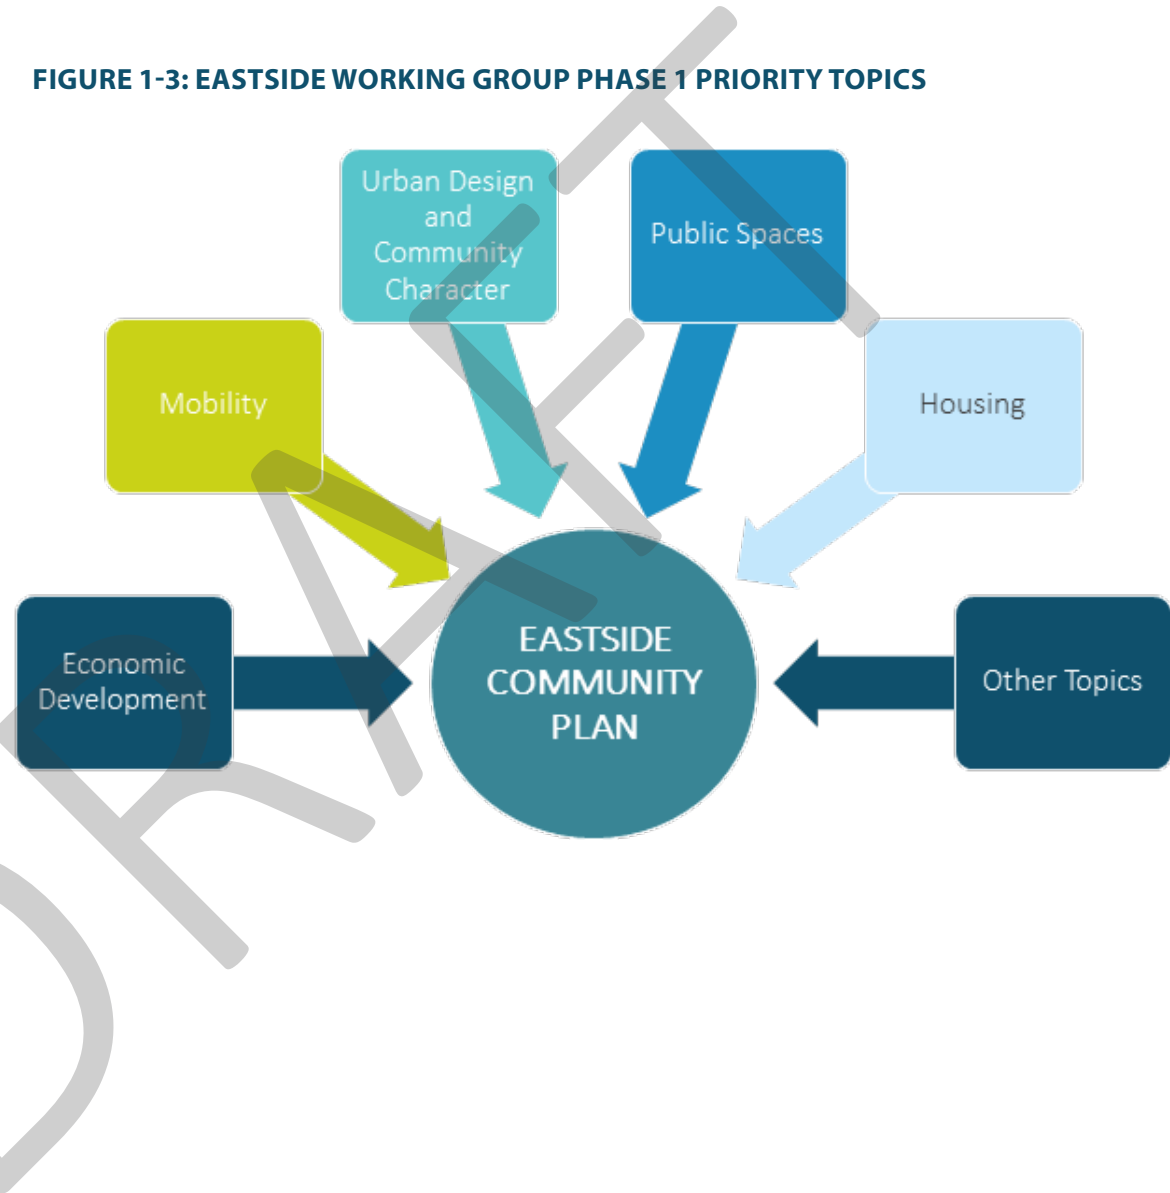 FIGURE 1-3: EASTSIDE WORKING GROUP PHASE 1 PRIORITY TOPICS
Urban Design
and
Community
Character
Public Spaces
Mobility
Housing
Economic
Development
EASTSIDE
COMMUNITY
PLAN
Other Topics
DRAFT